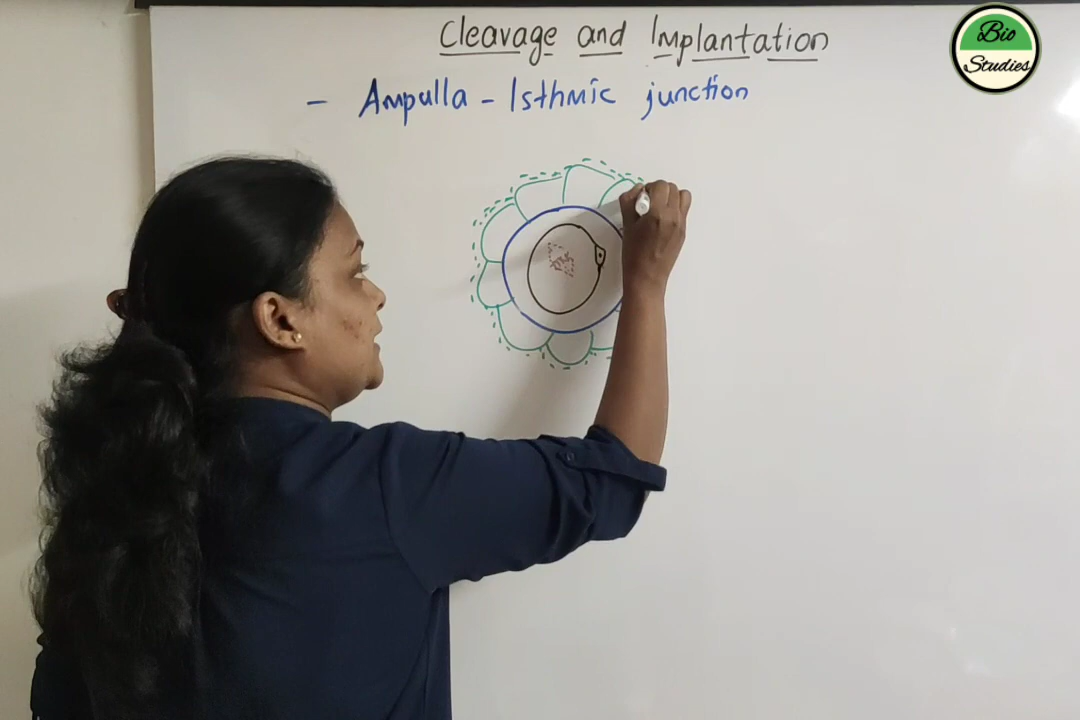 Cleavage and Implantation
Bio
Studies
- Ampulla - Isthmic junction